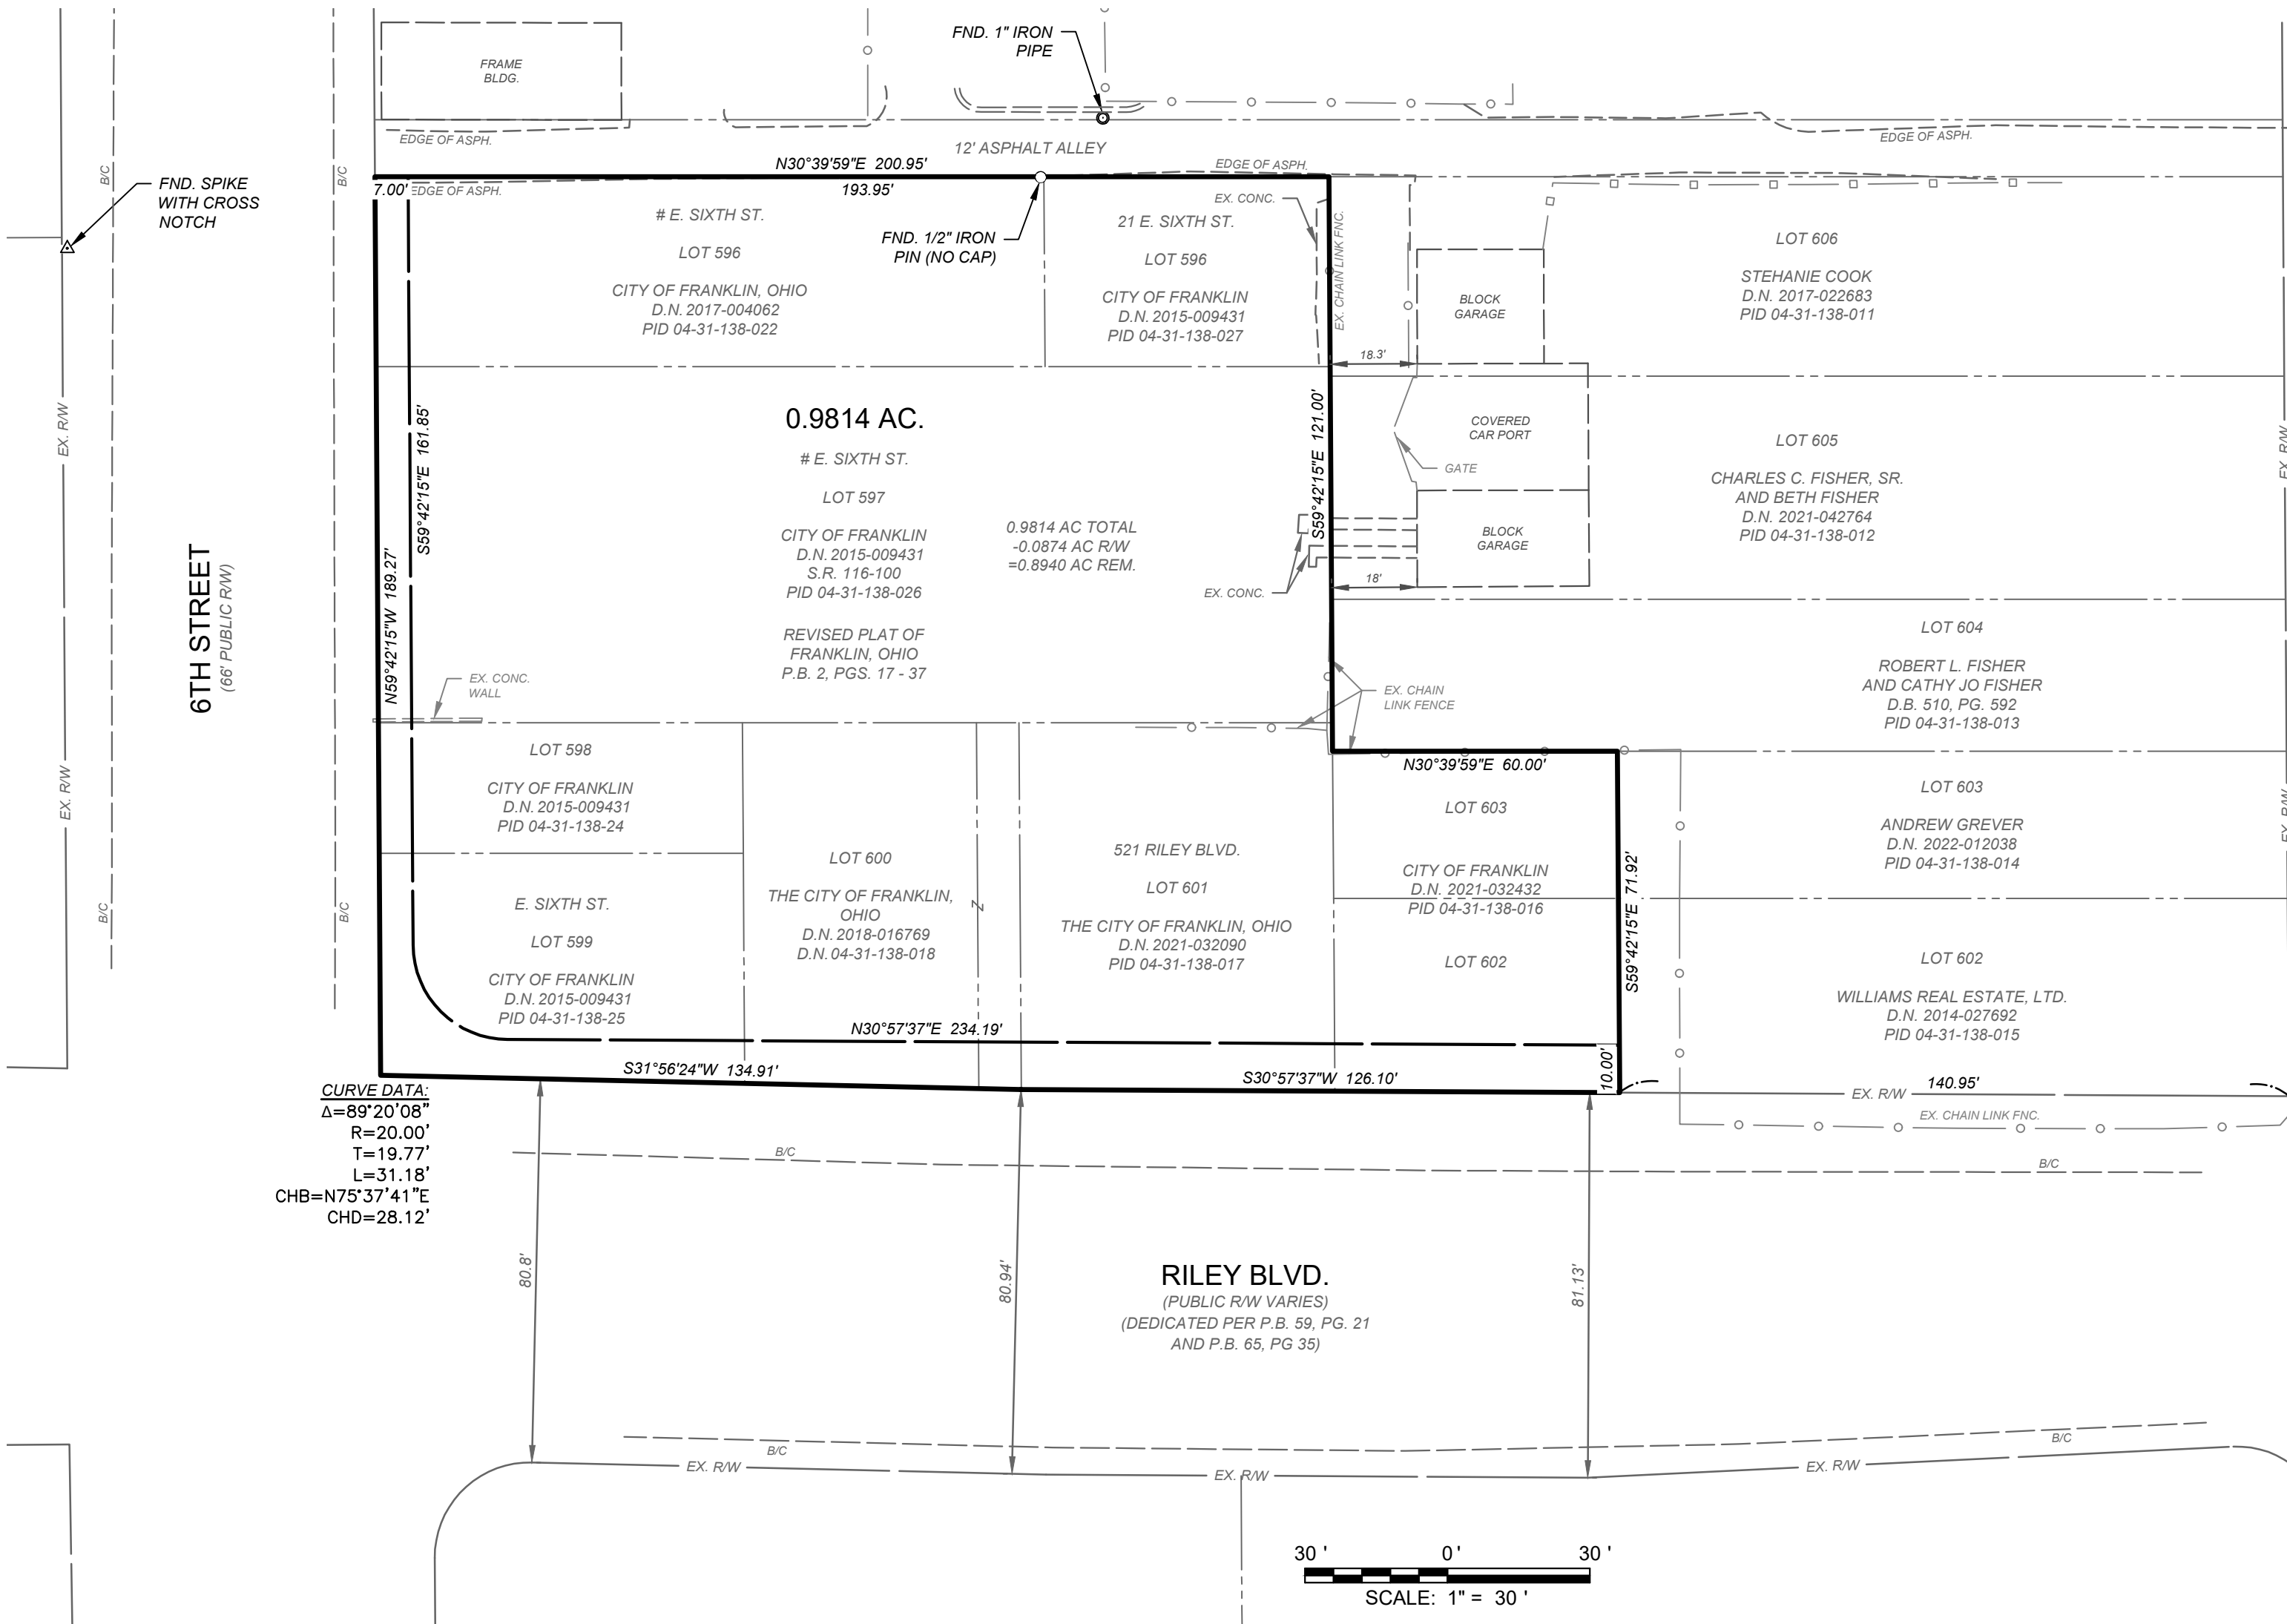 FND. 1" IRON
PIPE
FRAME
BLDG.
EDGE OF ASPH.
12' ASPHALT ALLEY
EDGE OF ASPH.
N30°39'59"E 200.95'
EDGE OF ASPH.
B/C
B/C
FND. SPIKE
WITH CROSS
NOTCH
7.00'
EDGE OF ASPH.
193.95'
# E. SIXTH ST.
LOT 596
CITY OF FRANKLIN, OHIO
D.N. 2017-004062
PID 04-31-138-022
FND. 1/2" IRON
PIN (NO CAP)
21 E. SIXTH ST.
LOT 596
CITY OF FRANKLIN
D.N. 2015-009431
PID 04-31-138-027
EX. CONC.
EX. CHAIN LINK FNC.
BLOCK
GARAGE
LOT 606
STEHANIE COOK
D.N. 2017-022683
PID 04-31-138-011
18.3'
EX. R/W
S59°42'15"E 161.85'
0.9814 AC.
# E. SIXTH ST.
LOT 597
CITY OF FRANKLIN
D.N. 2015-009431
S.R. 116-100
PID 04-31-138-026
REVISED PLAT OF
FRANKLIN, OHIO
P.B. 2, PGS. 17 - 37
0.9814 AC TOTAL
-0.0874 AC R/W
=0.8940 AC REM.
S59°42'15"E 121.00'
COVERED
CAR PORT
GATE
BLOCK
GARAGE
LOT 605
CHARLES C. FISHER, SR.
AND BETH FISHER
D.N. 2021-042764
PID 04-31-138-012
EX. R/W
EX. CONC.
18'
6TH STREET
(66' PUBLIC R/W)
N59°42'15"W 189.27'
EX. CONC.
WALL
EX. CHAIN
LINK FENCE
LOT 604
ROBERT L. FISHER
AND CATHY JO FISHER
D.B. 510, PG. 592
PID 04-31-138-013
EX. R/W
N30°39'59"E 60.00'
LOT 598
CITY OF FRANKLIN
D.N. 2015-009431
PID 04-31-138-24
LOT 603
LOT 603
ANDREW GREVER
D.N. 2022-012038
PID 04-31-138-014
EX. R/W
E. SIXTH ST.
LOT 599
CITY OF FRANKLIN
D.N. 2015-009431
PID 04-31-138-25
LOT 600
THE CITY OF FRANKLIN,
OHIO
D.N. 2018-016769
D.N. 04-31-138-018
Z
521 RILEY BLVD.
LOT 601
THE CITY OF FRANKLIN, OHIO
D.N. 2021-032090
PID 04-31-138-017
CITY OF FRANKLIN
D.N. 2021-032432
PID 04-31-138-016
LOT 602
S59°42'15"E 71.92'
LOT 602
WILLIAMS REAL ESTATE, LTD.
D.N. 2014-027692
PID 04-31-138-015
B/C
B/C
N30°57'37"E 234.19'
S31°56'24"W 134.91'
S30°57'37"W 126.10'
10.00'
140.95'
EX. R/W
EX. CHAIN LINK FNC.
CURVE DATA:
Δ=89°20'08"
R=20.00'
T=19.77'
L=31.18'
CHB=N75°37'41"E
CHD=28.12'
B/C
B/C
80.8'
80.94'
81.13'
RILEY BLVD.
(PUBLIC R/W VARIES)
(DEDICATED PER P.B. 59, PG. 21
AND P.B. 65, PG 35)
B/C
B/C
EX. R/W
EX. R/W
EX. R/W
30 ' 0 ' 30 '
SCALE: 1" = 30 '